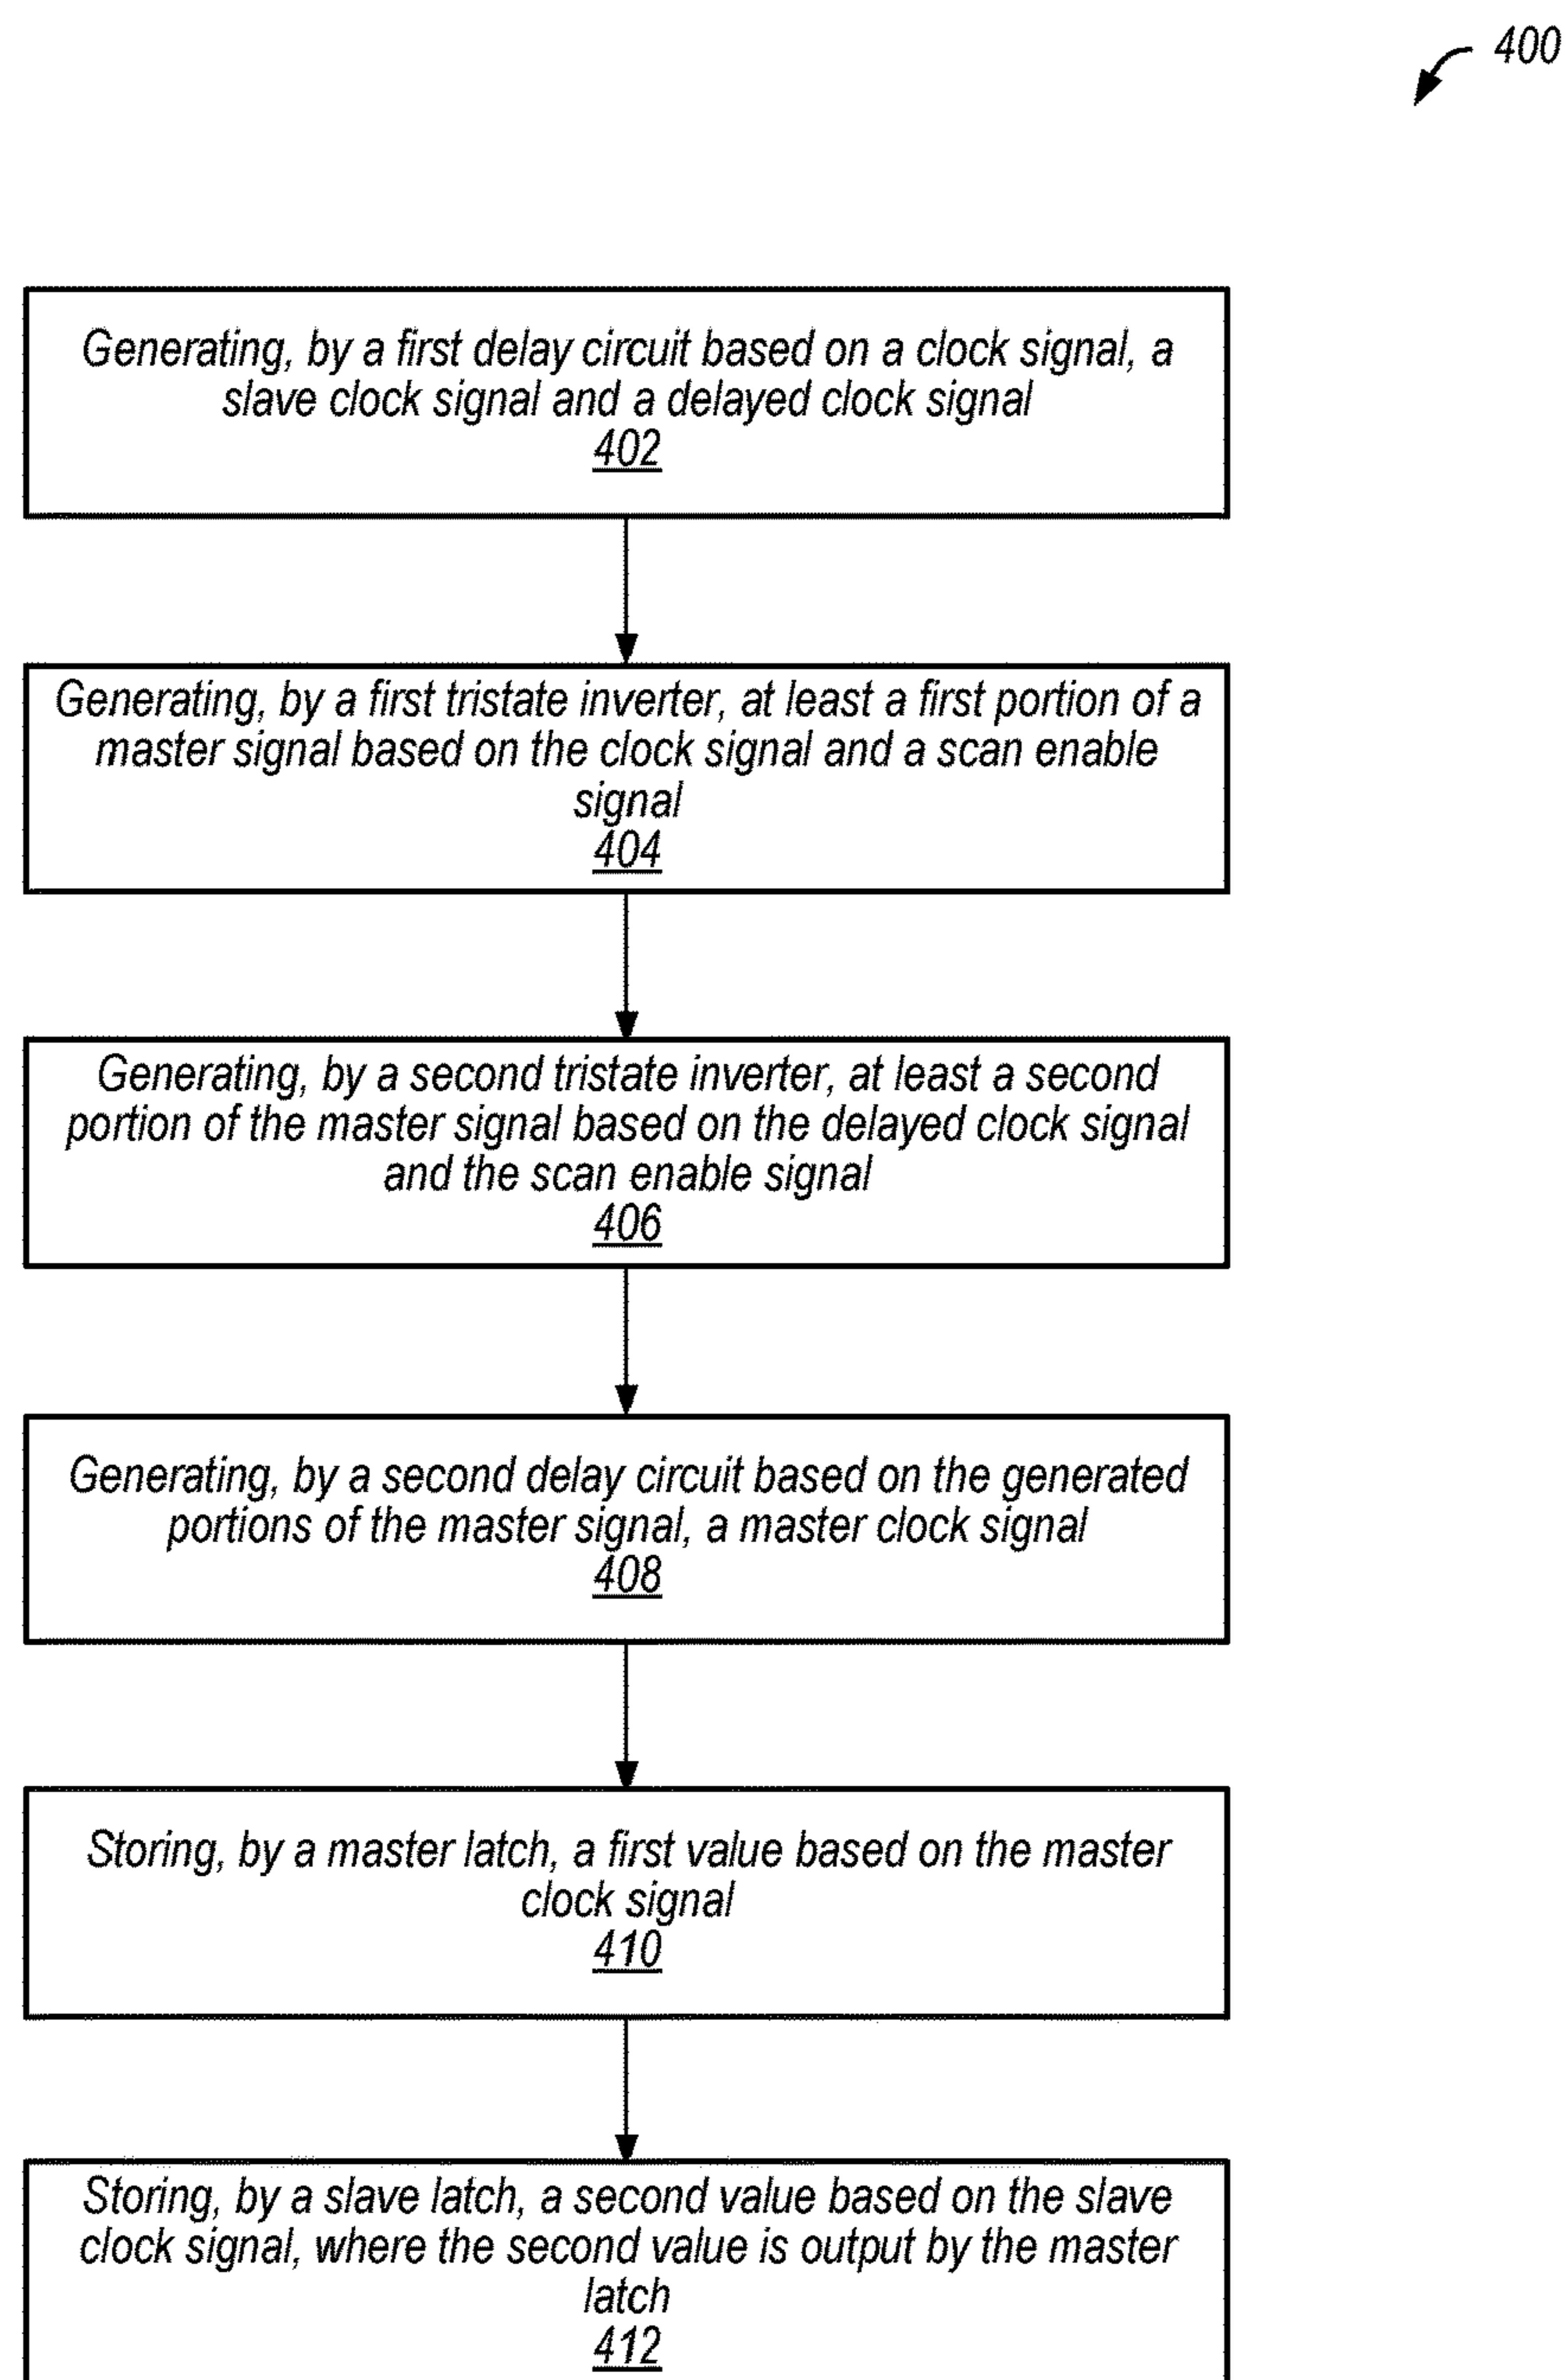 400
Generating, by a first delay circuit based on a clock signal, a
slave clock signal and a delayed clock signal
402
Generating, by a first tristate inverter, at least a first portion of a
master signal based on the clock signal and a scan enable
signal
404
Generating, by a second tristate inverter, at least a second
portion of the master signal based on the delayed clock signal
and the scan enable signal
406
Generating, by a second delay circuit based on the generated
portions of the master signal, a master clock signal
408
Storing, by a master latch, a first value based on the master
clock signal
410
Storing, by a slave latch, a second value based on the slave
clock signal, where the second value is output by the master
latch
412